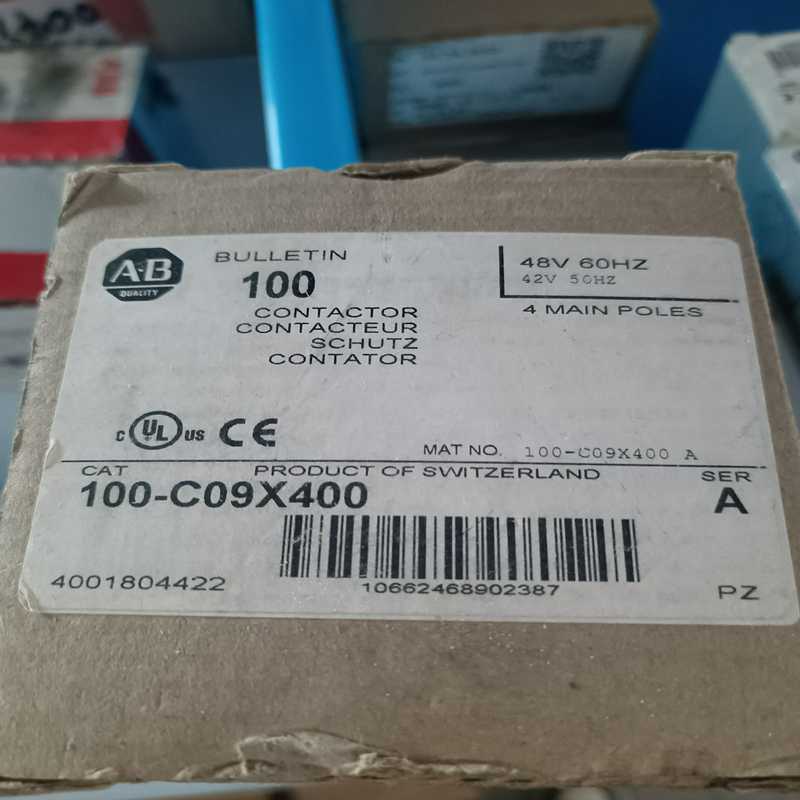 A-B
QUALITY
BULLETIN
100
CONTACTOR
CONTACTEUR
SCHUTZ
CONTATOR
48V 60HZ
42V 50HZ
4 MAIN POLES
C UL US CE
MAT NO. 100-C09X400 A
CAT PRODUCT OF SWITZERLAND SER
100-C09X400 A
4001804422
10662468902387
PZ